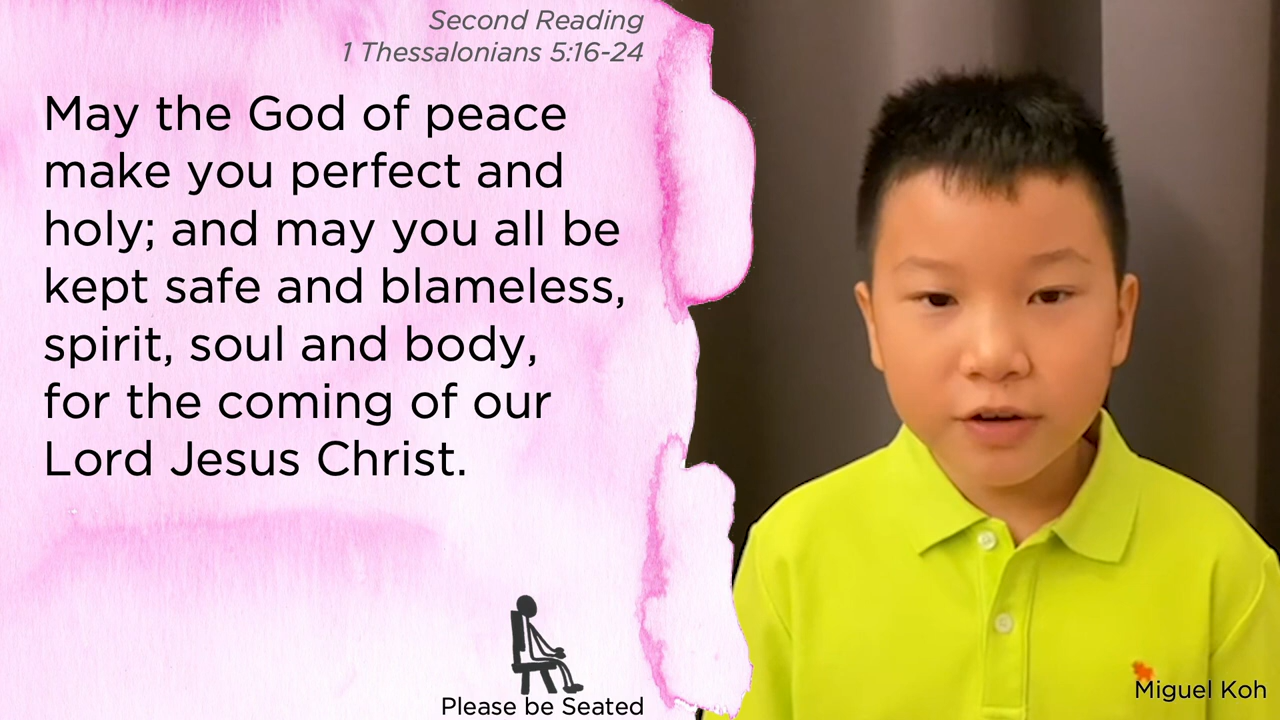 Second Reading
1 Thessalonians 5:16-24
May the God of peace
make you perfect and
holy; and may you all be
kept safe and blameless,
spirit, soul and body,
for the coming of our
Lord Jesus Christ.
Please be Seated
Miguel Koh